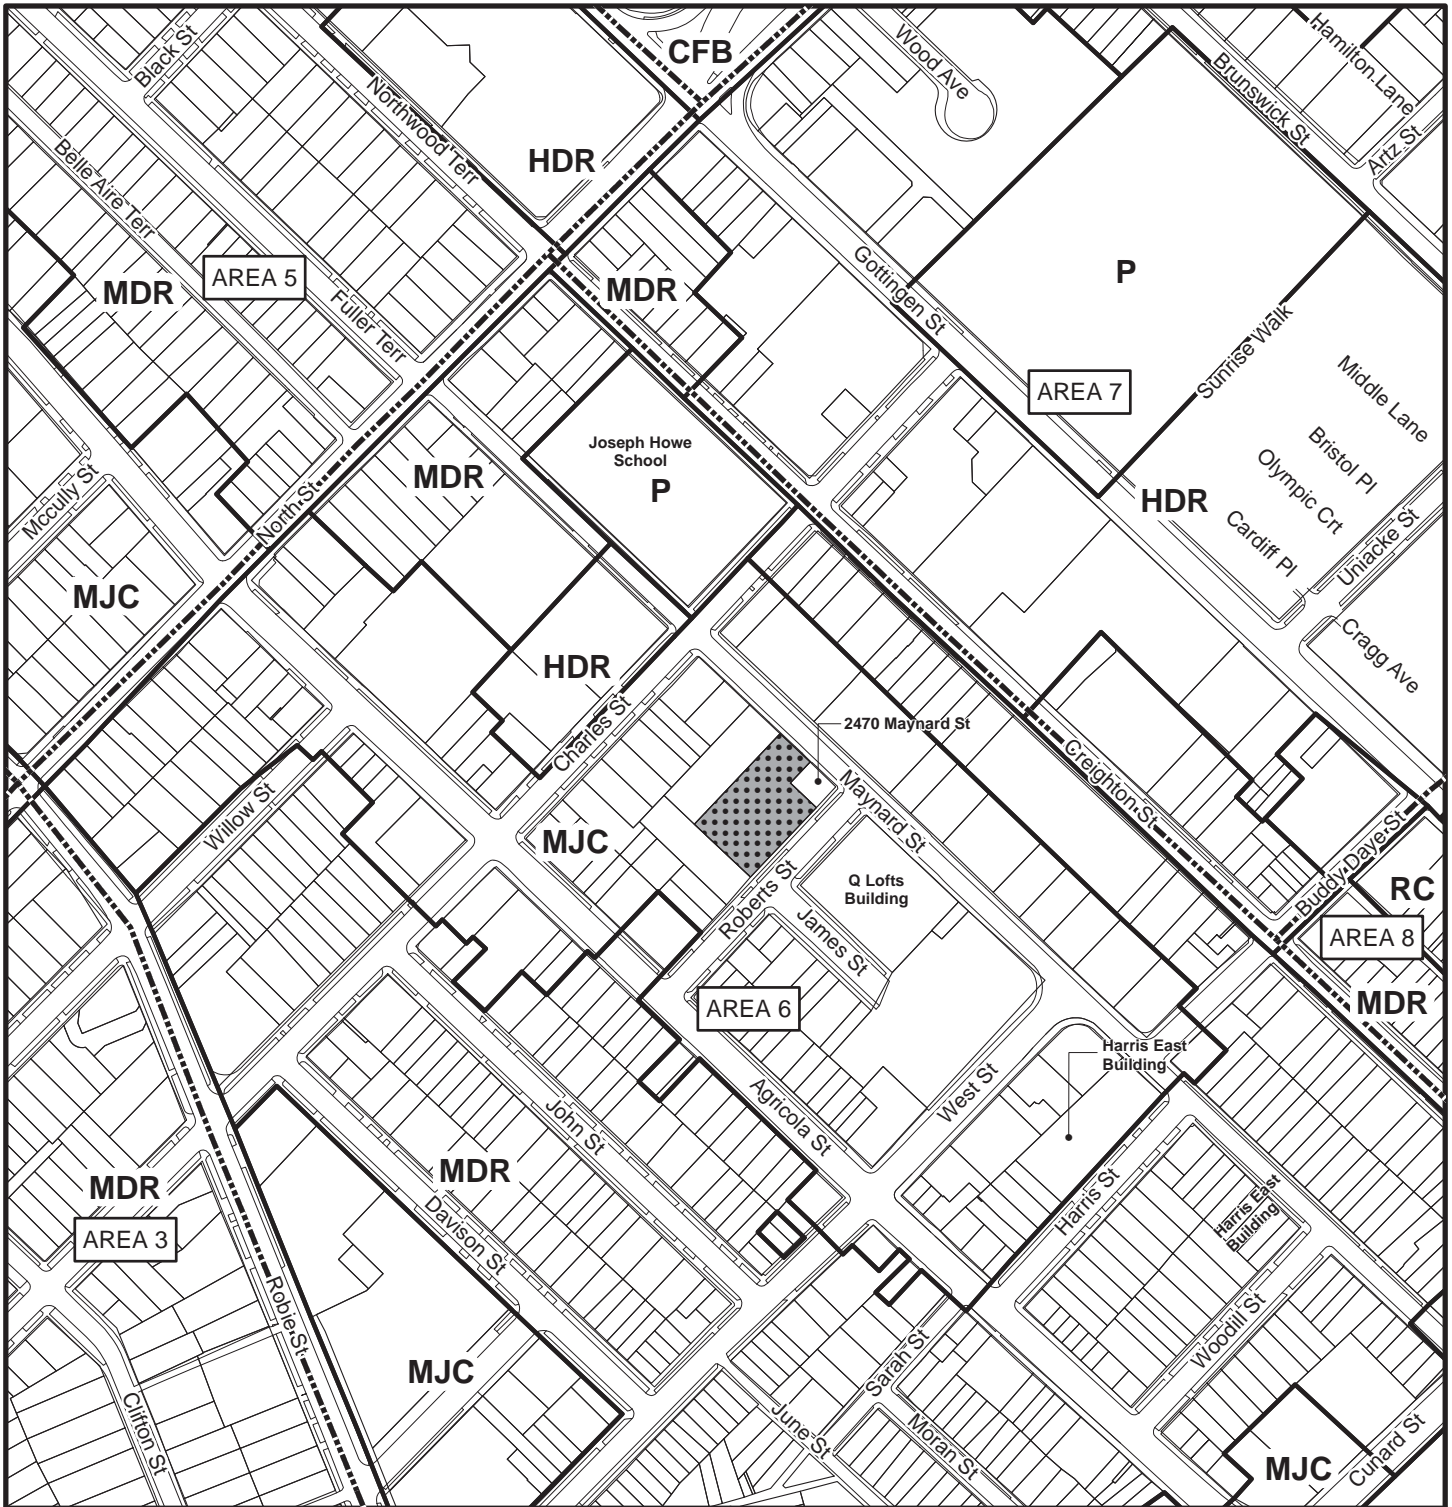 CFB
Wood Ave
Hamilton Lane
Black St
Brunswick St
Northwood Terr
Artz St
HDR
Belle Aire Terr
P
Gottingen St
AREA 5
MDR
MDR
Fuller Terr
Sunrise Walk
AREA 7
Middle Lane
Joseph Howe
School
P
MDR
Bristol Pl
Olympic Crt
Mccully St
HDR
North St
Cardiff Pl
Uniacke St
MJC
Cragg Ave
HDR
Charles St
2470 Maynard St
Creighton St
Maynard St
Willow St
MJC
Buddy Daye St
RC
Q Lofts
Building
Roberts St
James St
AREA 8
AREA 6
MDR
Harris East
Building
West St
Agricola St
John St
MDR
MDR
Harris St
Harris East
Building
AREA 3
Davison St
Robie St
Woodill St
Sarah St
MJC
Clifton St
June St
Moran St
MJC
Cunard St